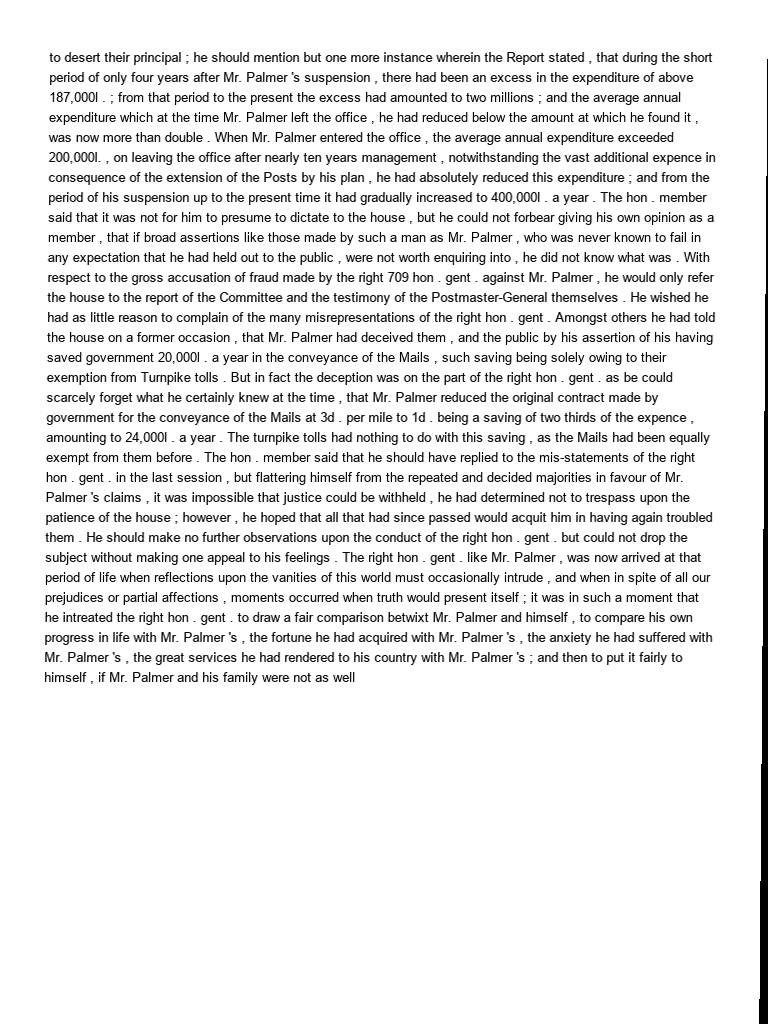 to desert their principal ; he should mention but one more instance wherein the Report stated , that during the short
period of only four years after Mr. Palmer 's suspension , there had been an excess in the expenditure of above
187,000l . ; from that period to the present the excess had amounted to two millions ; and the average annual
expenditure which at the time Mr. Palmer left the office , he had reduced below the amount at which he found it ,
was now more than double . When Mr. Palmer entered the office , the average annual expenditure exceeded
200,000l. , on leaving the office after nearly ten years management , notwithstanding the vast additional expence in
consequence of the extension of the Posts by his plan , he had absolutely reduced this expenditure ; and from the
period of his suspension up to the present time it had gradually increased to 400,000l . a year . The hon . member
said that it was not for him to presume to dictate to the house , but he could not forbear giving his own opinion as a
member , that if broad assertions like those made by such a man as Mr. Palmer , who was never known to fail in
any expectation that he had held out to the public , were not worth enquiring into , he did not know what was . With
respect to the gross accusation of fraud made by the right 709 hon . gent . against Mr. Palmer , he would only refer
the house to the report of the Committee and the testimony of the Postmaster-General themselves . He wished he
had as little reason to complain of the many misrepresentations of the right hon . gent . Amongst others he had told
the house on a former occasion , that Mr. Palmer had deceived them , and the public by his assertion of his having
saved government 20,000l . a year in the conveyance of the Mails , such saving being solely owing to their
exemption from Turnpike tolls . But in fact the deception was on the part of the right hon . gent . as be could
scarcely forget what he certainly knew at the time , that Mr. Palmer reduced the original contract made by
government for the conveyance of the Mails at 3d . per mile to 1d . being a saving of two thirds of the expence ,
amounting to 24,000l . a year . The turnpike tolls had nothing to do with this saving , as the Mails had been equally
exempt from them before . The hon . member said that he should have replied to the mis-statements of the right
hon . gent . in the last session , but flattering himself from the repeated and decided majorities in favour of Mr.
Palmer 's claims , it was impossible that justice could be withheld , he had determined not to trespass upon the
patience of the house ; however , he hoped that all that had since passed would acquit him in having again troubled
them . He should make no further observations upon the conduct of the right hon . gent . but could not drop the
subject without making one appeal to his feelings . The right hon . gent . like Mr. Palmer , was now arrived at that
period of life when reflections upon the vanities of this world must occasionally intrude , and when in spite of all our
prejudices or partial affections , moments occurred when truth would present itself ; it was in such a moment that
he intreated the right hon . gent . to draw a fair comparison betwixt Mr. Palmer and himself , to compare his own
progress in life with Mr. Palmer 's , the fortune he had acquired with Mr. Palmer 's , the anxiety he had suffered with
Mr. Palmer 's , the great services he had rendered to his country with Mr. Palmer 's ; and then to put it fairly to
himself , if Mr. Palmer and his family were not as well